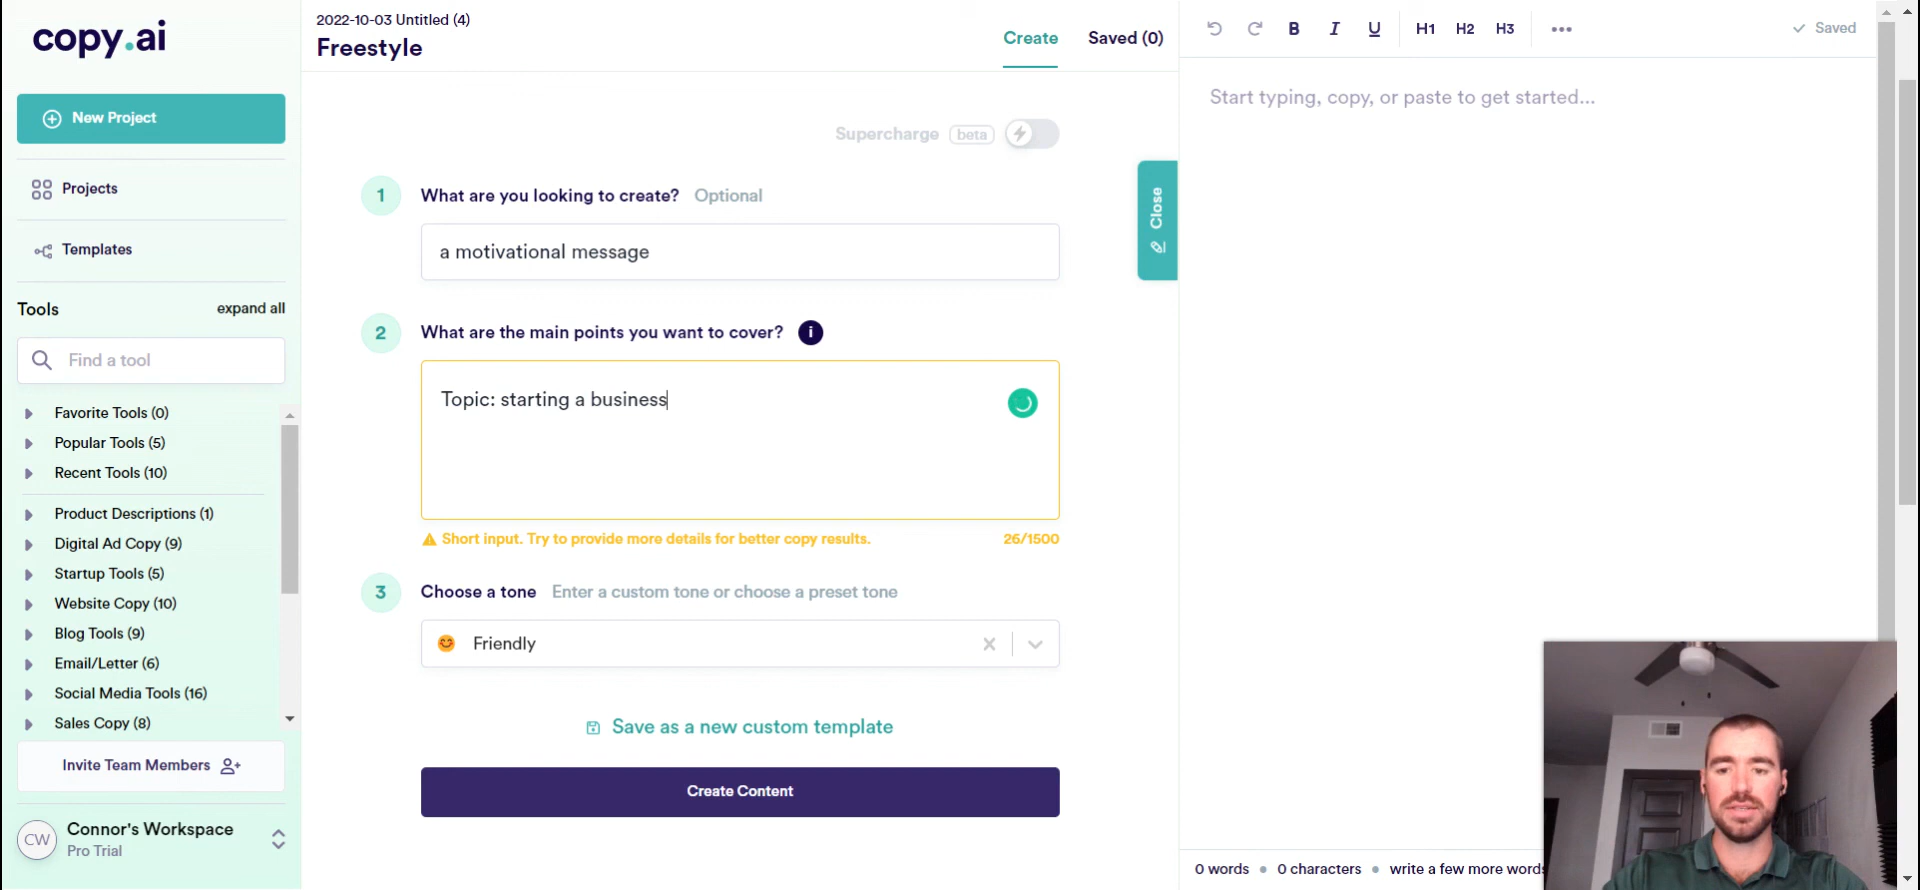 copy.ai
New Project
Projects
Templates
Tools
expand all
Find a tool
Favorite Tools (0)
Popular Tools (5)
Recent Tools (10)
Product Descriptions (1)
Digital Ad Copy (9)
Startup Tools (5)
Website Copy (10)
Blog Tools (9)
Email/Letter (6)
Social Media Tools (16)
Sales Copy (8)
Invite Team Members
CW
Connor's Workspace
Pro Trial
2022-10-03 Untitled (4)
Freestyle
Create
Saved (0)
Supercharge beta
1 What are you looking to create? Optional
a motivational message
2 What are the main points you want to cover? i
Topic: starting a business
Short input. Try to provide more details for better copy results.
26/1500
3 Choose a tone Enter a custom tone or choose a preset tone
Friendly
Save as a new custom template
Create Content
Close
B I U H1 H2 H3
Saved
Start typing, copy, or paste to get started...
0 words • 0 characters • write a few more words